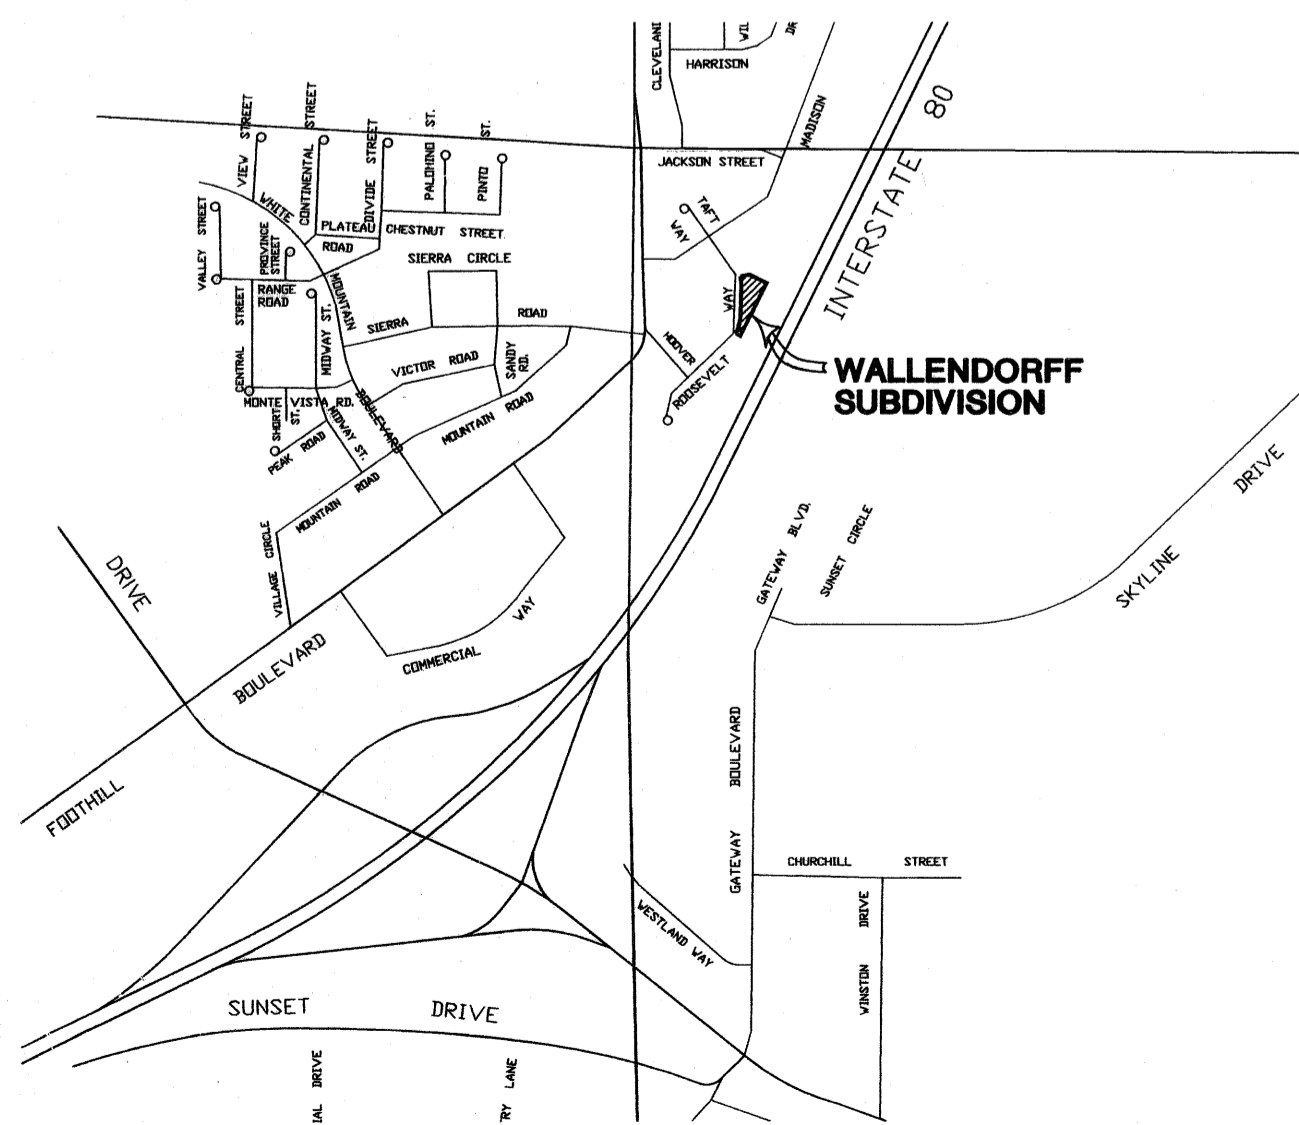 CLEVELAND
WIL
DR
HARRISON
MADISON
80
INTERSTATE
JACKSON STREET
VIEW STREET
CONTINENTAL STREET
DIVIDE STREET
PALOMINO ST.
PINTO ST.
WHITE
MOUNTAIN
BOULEVARD
VALLEY STREET
PROVINCE
STREET
PLATEAU
ROAD
CHESTNUT STREET
SIERRA CIRCLE
TAFT
WAY
WAY
RANGE
ROAD
CENTRAL STREET
MIDWAY ST.
SIERRA ROAD
VICTOR ROAD
SANDY
RD.
HOOVER
ROOSEVELT
WALLENDORFF
SUBDIVISION
MONTE VISTA RD.
SHORT
ST.
MIDWAY ST.
PEAK ROAD
MOUNTAIN ROAD
MOUNTAIN ROAD
VILLAGE CIRCLE
DRIVE
BOULEVARD
FOOTHILL
COMMERCIAL WAY
GATEWAY BLVD.
SUNSET CIRCLE
SKYLINE DRIVE
GATEWAY BOULEVARD
CHURCHILL STREET
WESTLAND WAY
WINSTON DRIVE
SUNSET DRIVE
IAL DRIVE
RY LANE